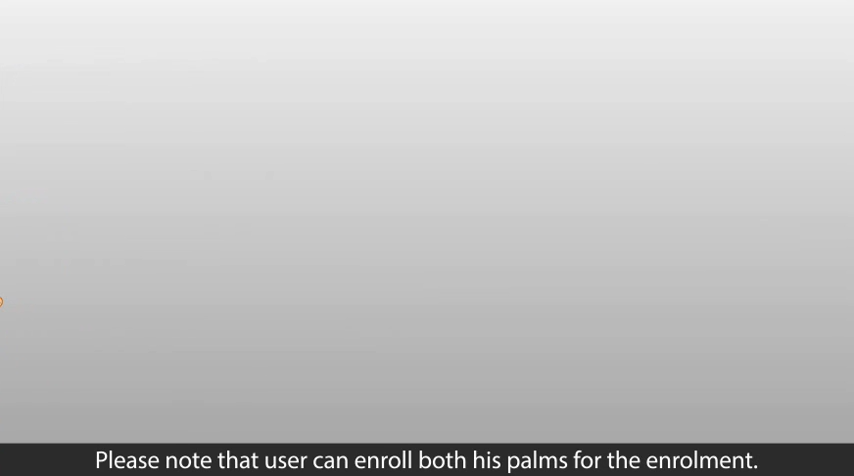 Please note that user can enroll both his palms for the enrolment.